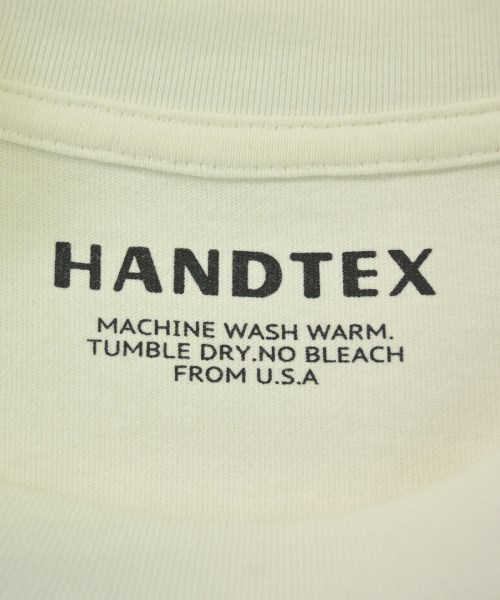 HANDTEX
MACHINE WASH WARM.
TUMBLE DRY.NO BLEACH
FROM U.S.A